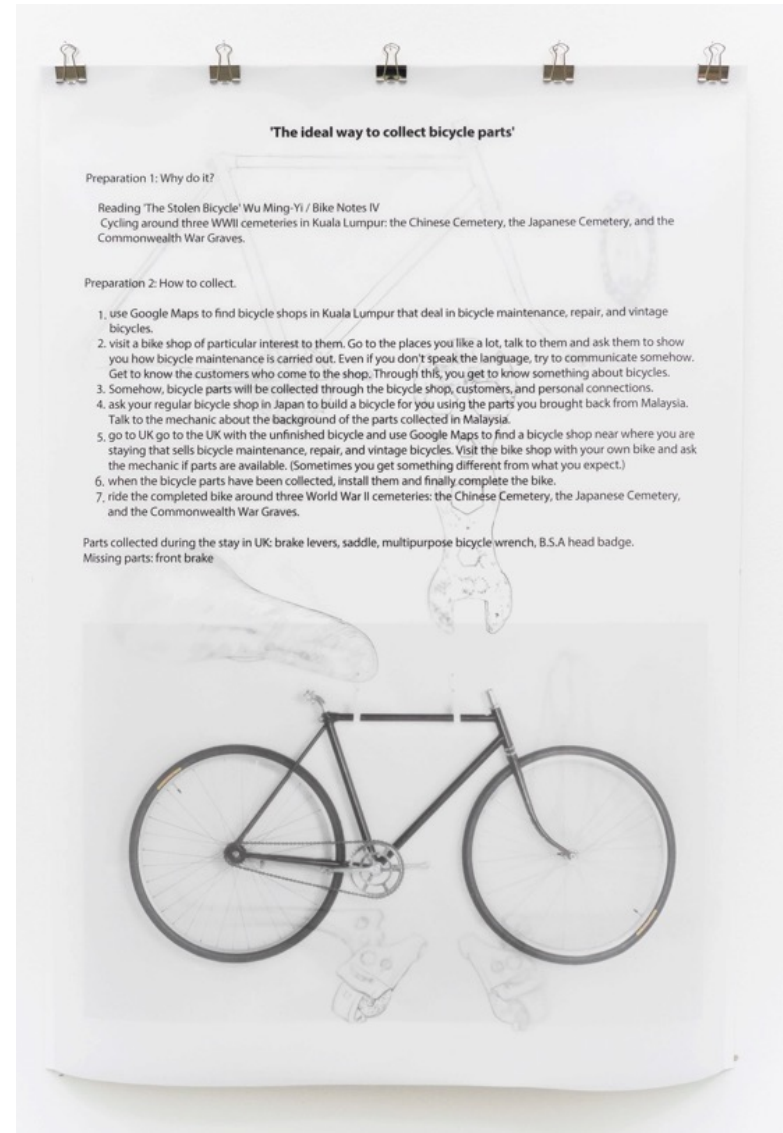 'The ideal way to collect bicycle parts'
Preparation 1: Why do it?
Reading 'The Stolen Bicycle' Wu Ming-Yi / Bike Notes IV
Cycling around three WWII cemeteries in Kuala Lumpur: the Chinese Cemetery, the Japanese Cemetery, and the
Commonwealth War Graves.
Preparation 2: How to collect.
1. use Google Maps to find bicycle shops in Kuala Lumpur that deal in bicycle maintenance, repair, and vintage
bicycles.
2. visit a bike shop of particular interest to them. Go to the places you like a lot, talk to them and ask them to show
you how bicycle maintenance is carried out. Even if you don't speak the language, try to communicate somehow.
Get to know the customers who come to the shop. Through this, you get to know something about bicycles.
3. Somehow, bicycle parts will be collected through the bicycle shop, customers, and personal connections.
4. ask your regular bicycle shop in Japan to build a bicycle for you using the parts you brought back from Malaysia.
Talk to the mechanic about the background of the parts collected in Malaysia.
5. go to UK go to the UK with the unfinished bicycle and use Google Maps to find a bicycle shop near where you are
staying that sells bicycle maintenance, repair, and vintage bicycles. Visit the bike shop with your own bike and ask
the mechanic if parts are available. (Sometimes you get something different from what you expect.)
6. when the bicycle parts have been collected, install them and finally complete the bike.
7. ride the completed bike around three World War II cemeteries: the Chinese Cemetery, the Japanese Cemetery,
and the Commonwealth War Graves.
Parts collected during the stay in UK: brake levers, saddle, multipurpose bicycle wrench, B.S.A head badge.
Missing parts: front brake